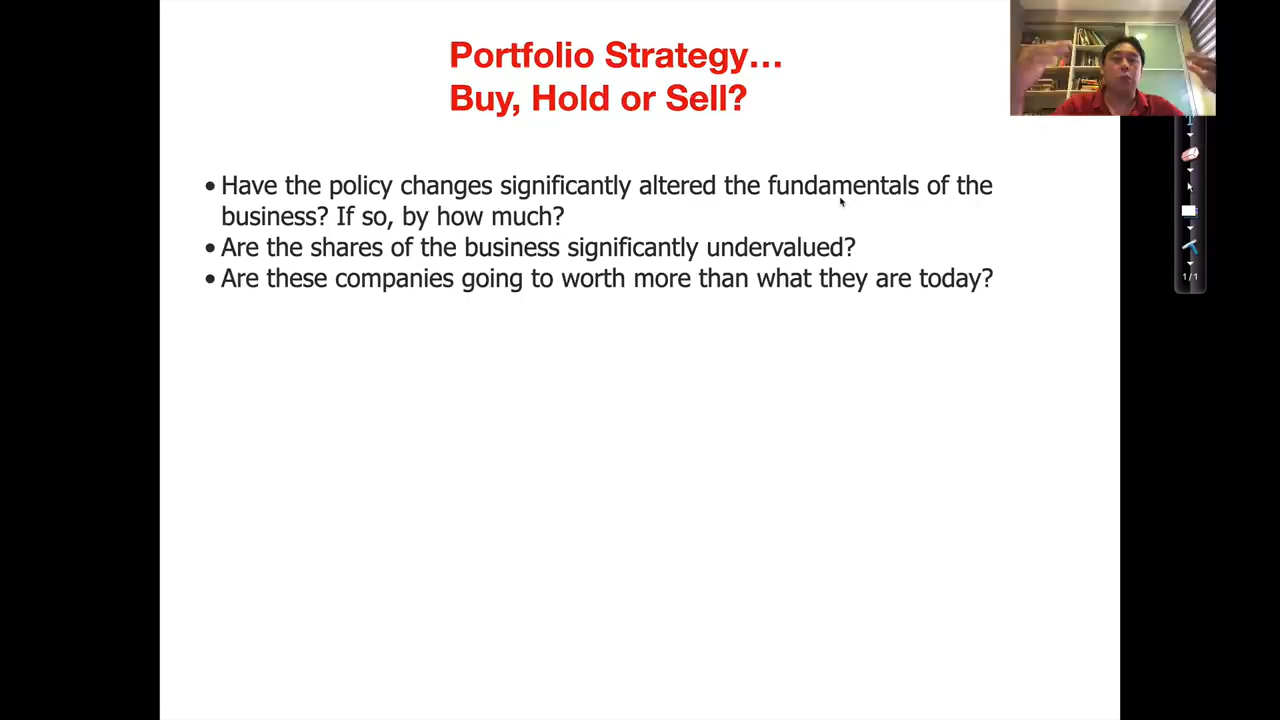 Portfolio Strategy...
Buy, Hold or Sell?
• Have the policy changes significantly altered the fundamentals of the
business? If so, by how much?
• Are the shares of the business significantly undervalued?
• Are these companies going to worth more than what they are today?
1/1